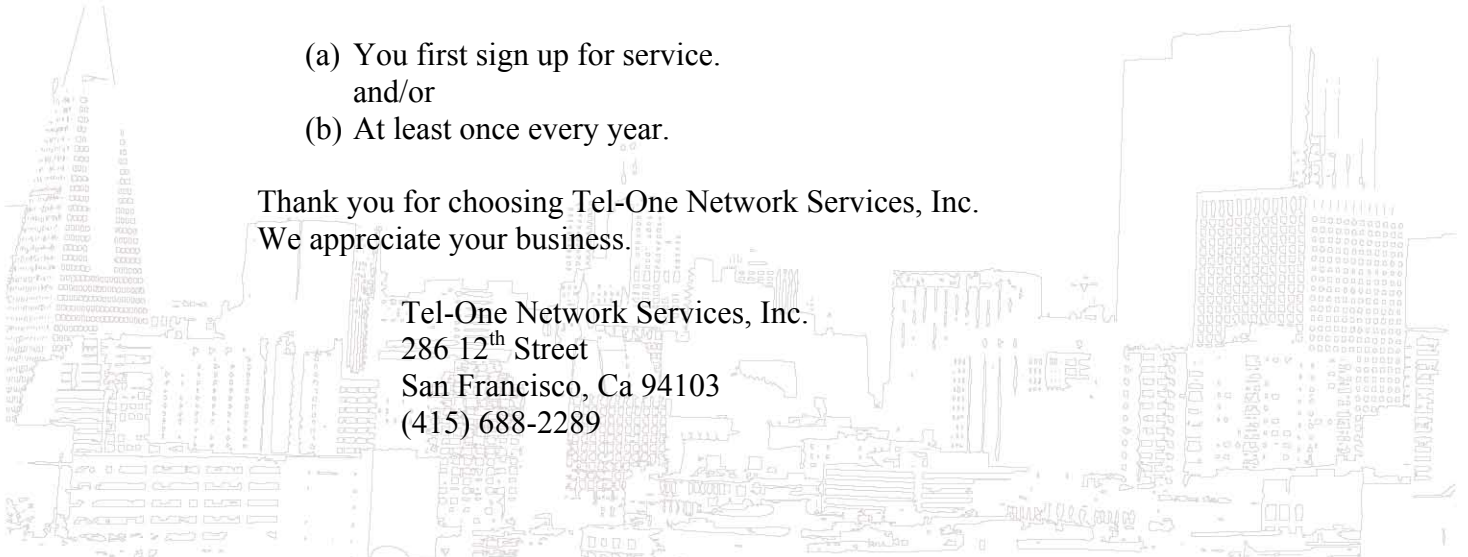 (a) You first sign up for service.
and/or
(b) At least once every year.
Thank you for choosing Tel-One Network Services, Inc.
We appreciate your business.
Tel-One Network Services, Inc.
286 12th Street
San Francisco, Ca 94103
(415) 688-2289